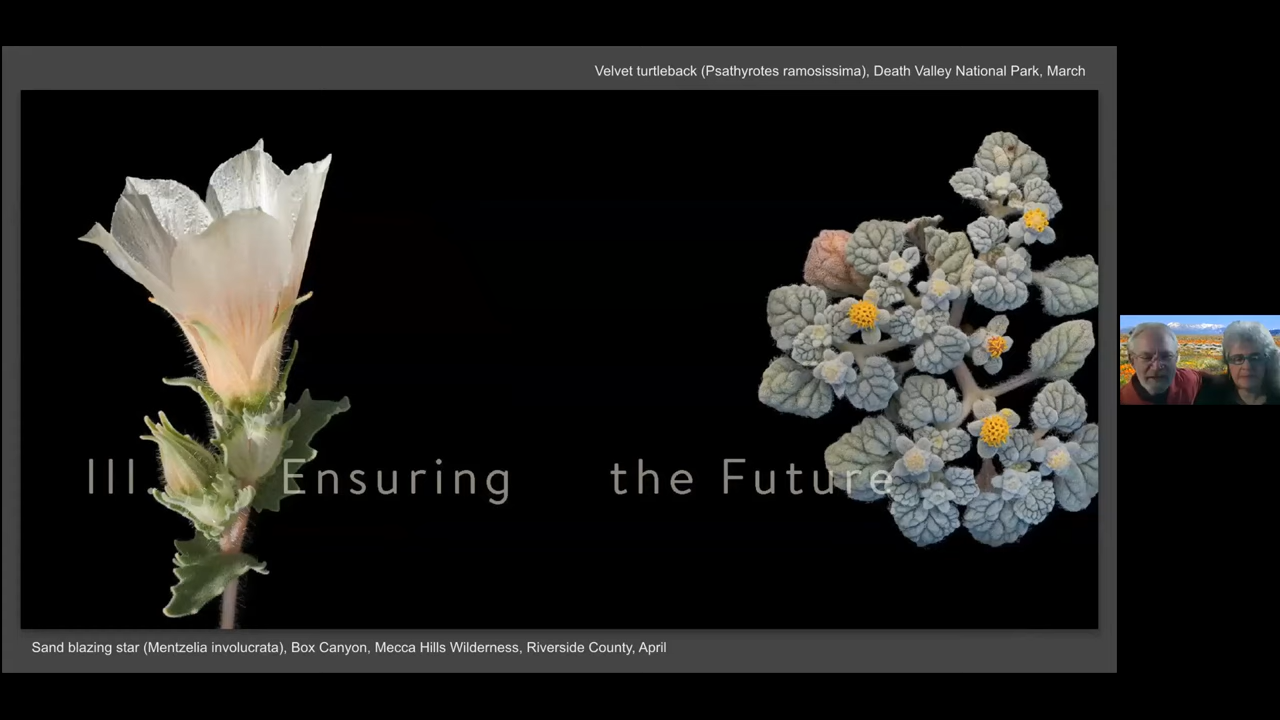 Velvet turtleback (Psathyrotes ramosissima), Death Valley National Park, March
III. Ensuring the Future
Sand blazing star (Mentzelia involucrata), Box Canyon, Mecca Hills Wilderness, Riverside County, April